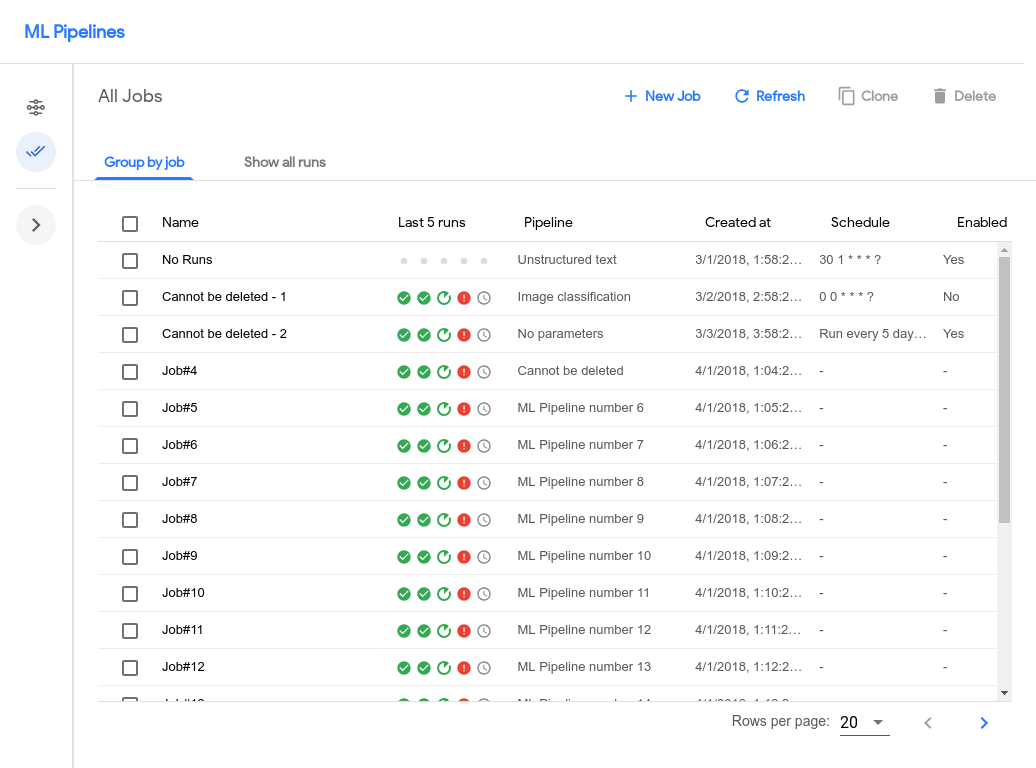 ML Pipelines
All Jobs
New Job Refresh Clone Delete
Group by job Show all runs
Name Last 5 runs Pipeline Created at Schedule Enabled
No Runs Unstructured text 3/1/2018, 1:58:2… 30 1 * * * ? Yes
Cannot be deleted - 1 Image classification 3/2/2018, 2:58:2… 0 0 * * * ? No
Cannot be deleted - 2 No parameters 3/3/2018, 3:58:2… Run every 5 day… Yes
Job#4 Cannot be deleted 4/1/2018, 1:04:2… - -
Job#5 ML Pipeline number 6 4/1/2018, 1:05:2… - -
Job#6 ML Pipeline number 7 4/1/2018, 1:06:2… - -
Job#7 ML Pipeline number 8 4/1/2018, 1:07:2… - -
Job#8 ML Pipeline number 9 4/1/2018, 1:08:2… - -
Job#9 ML Pipeline number 10 4/1/2018, 1:09:2… - -
Job#10 ML Pipeline number 11 4/1/2018, 1:10:2… - -
Job#11 ML Pipeline number 12 4/1/2018, 1:11:2… - -
Job#12 ML Pipeline number 13 4/1/2018, 1:12:2… - -
Rows per page: 20